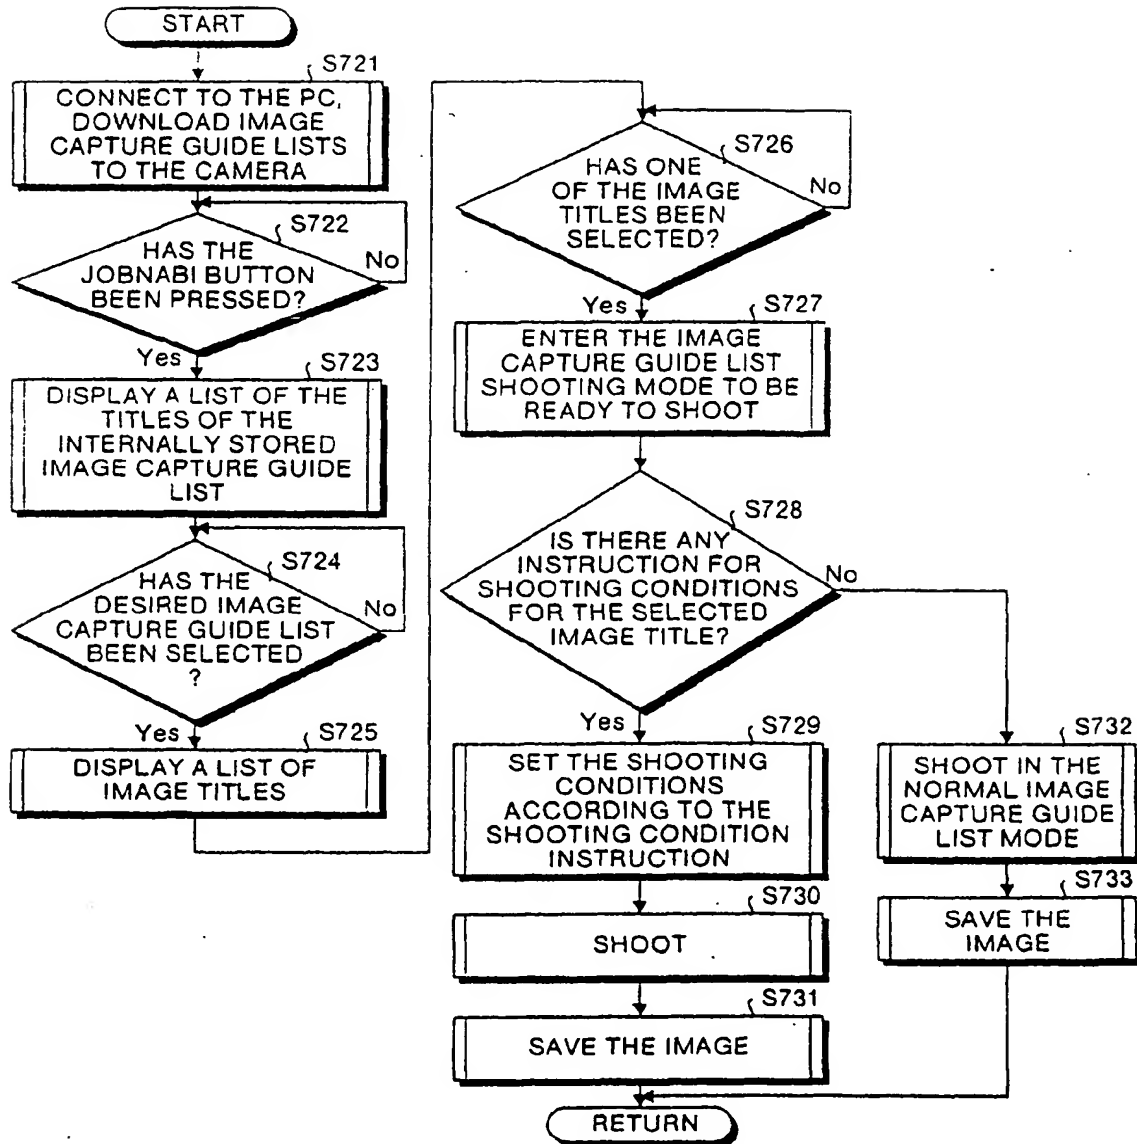 START
S721
CONNECT TO THE PC,
DOWNLOAD IMAGE
CAPTURE GUIDE LISTS
TO THE CAMERA
S722
HAS THE
JOBNABI BUTTON
BEEN PRESSED?
No
Yes
S723
DISPLAY A LIST OF THE
TITLES OF THE
INTERNALLY STORED
IMAGE CAPTURE GUIDE
LIST
S724
HAS THE
DESIRED IMAGE
CAPTURE GUIDE LIST
BEEN SELECTED
?
No
Yes
S725
DISPLAY A LIST OF
IMAGE TITLES
S726
HAS ONE
OF THE IMAGE
TITLES BEEN
SELECTED?
No
Yes
S727
ENTER THE IMAGE
CAPTURE GUIDE LIST
SHOOTING MODE TO BE
READY TO SHOOT
S728
IS THERE ANY
INSTRUCTION FOR
SHOOTING CONDITIONS
FOR THE SELECTED
IMAGE TITLE?
No
Yes
S729
SET THE SHOOTING
CONDITIONS
ACCORDING TO THE
SHOOTING CONDITION
INSTRUCTION
S730
SHOOT
S731
SAVE THE IMAGE
S732
SHOOT IN THE
NORMAL IMAGE
CAPTURE GUIDE
LIST MODE
S733
SAVE THE
IMAGE
RETURN